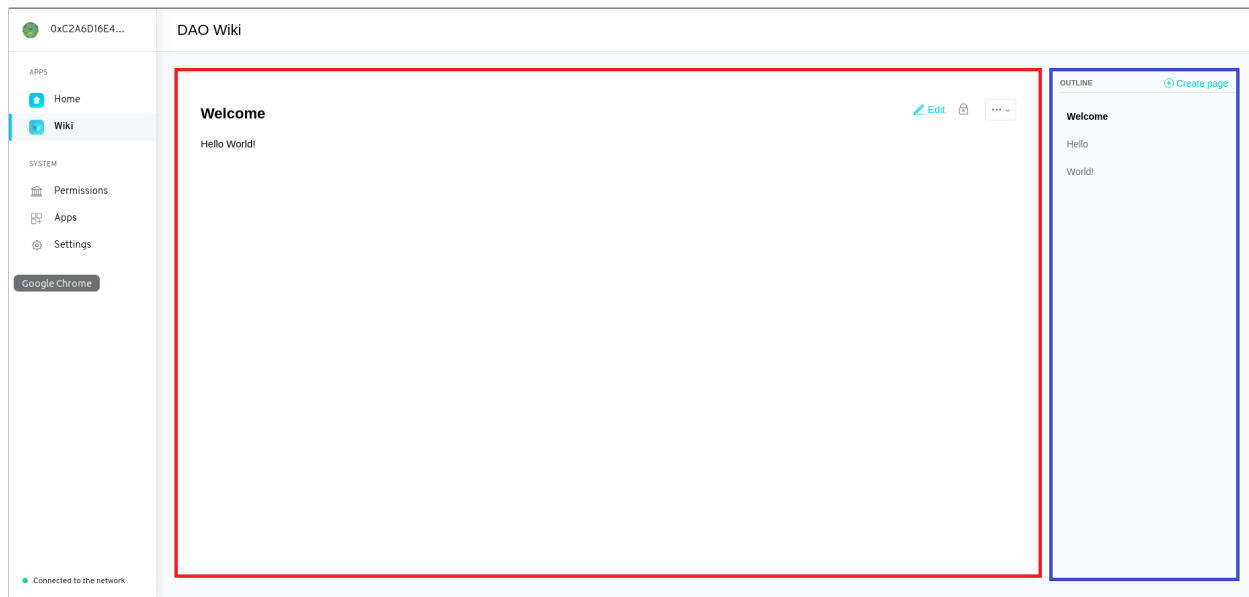 0xC2A6D16E4...
DAO Wiki
APPS
Home
Wiki
SYSTEM
Permissions
Apps
Settings
Google Chrome
Connected to the network
Welcome
Edit
Hello World!
OUTLINE
Create page
Welcome
Hello
World!